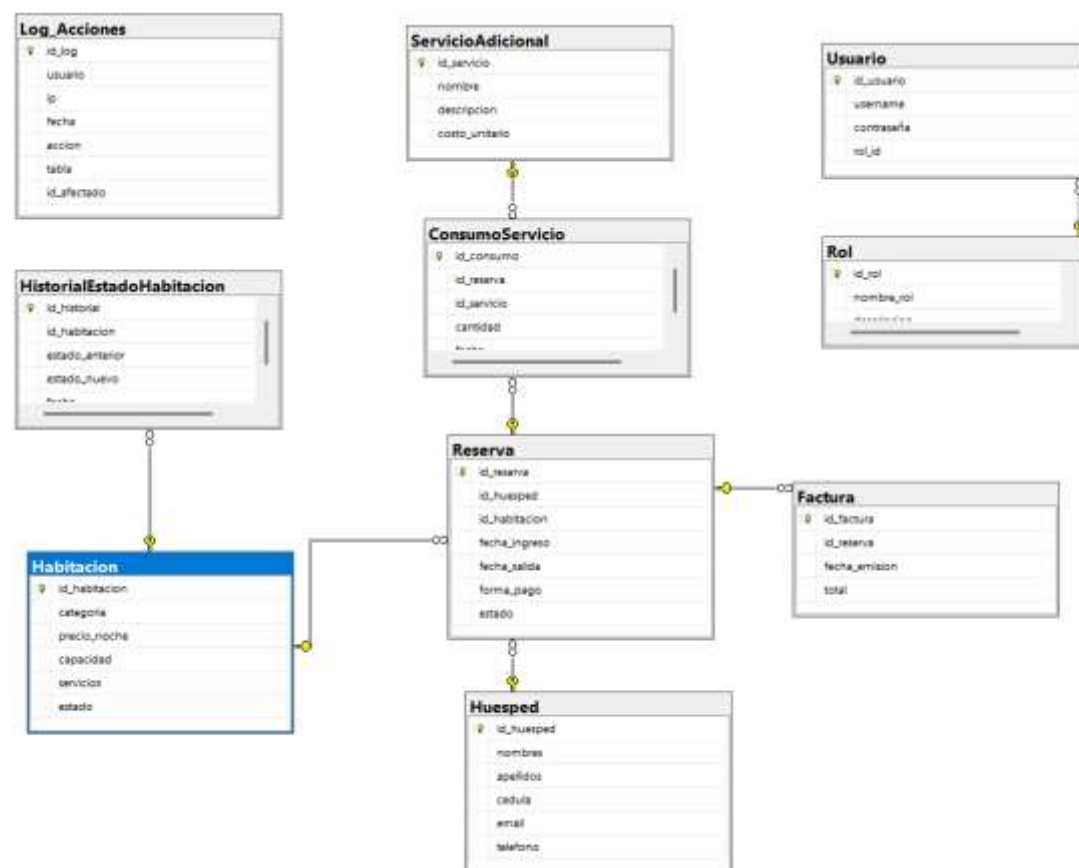 Log_Acciones
id_log
usuario
ip
fecha
accion
tabla
id_afectado
ServicioAdicional
id_servicio
nombre
descripcion
costo_unitario
Usuario
id_usuario
username
contraseña
rol_id
HistorialEstadoHabitacion
id_historial
id_habitacion
estado_anterior
estado_nuevo
fecha
ConsumoServicio
id_consumo
id_reserva
id_servicio
cantidad
fecha
Rol
id_rol
nombre_rol
descripcion
Reserva
id_reserva
id_huesped
id_habitacion
fecha_ingreso
fecha_salida
forma_pago
estado
Factura
id_factura
id_reserva
fecha_emision
total
Habitacion
id_habitacion
categoria
precio_noche
capacidad
servicios
estado
Huesped
id_huesped
nombres
apellidos
cedula
email
telefono